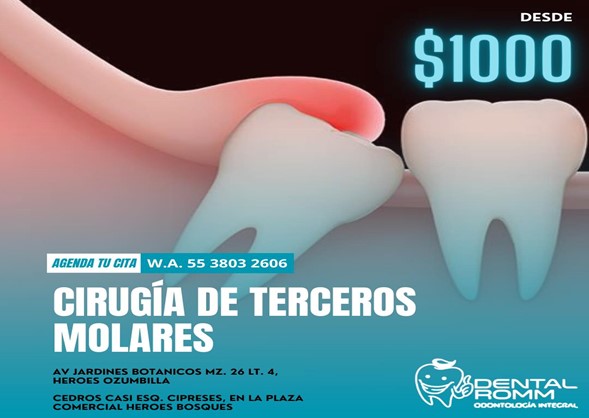 DESDE
$1000
AGENDA TU CITA W.A. 55 3803 2606
CIRUGÍA DE TERCEROS
MOLARES
AV JARDINES BOTANICOS MZ. 26 LT. 4,
HEROES OZUMBILLA
CEDROS CASI ESQ. CIPRESES, EN LA PLAZA
COMERCIAL HEROES BOSQUES
DENTAL
ROMM
ODONTOLOGÍA INTEGRAL